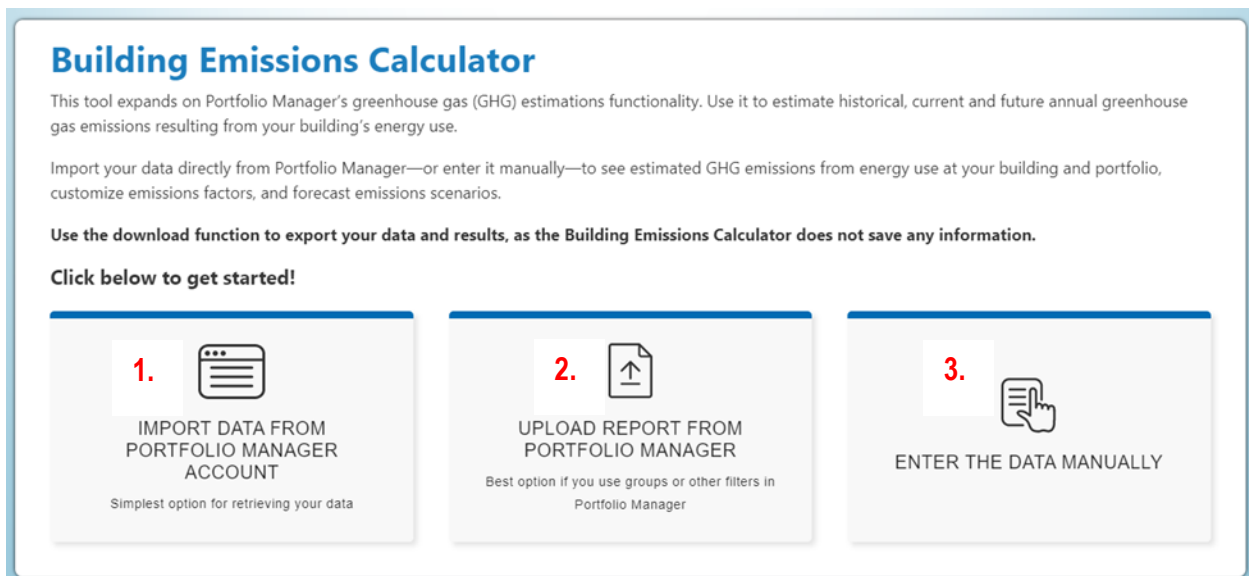 Building Emissions Calculator
This tool expands on Portfolio Manager's greenhouse gas (GHG) estimations functionality. Use it to estimate historical, current and future annual greenhouse
gas emissions resulting from your building's energy use.
Import your data directly from Portfolio Manager—or enter it manually—to see estimated GHG emissions from energy use at your building and portfolio,
customize emissions factors, and forecast emissions scenarios.
Use the download function to export your data and results, as the Building Emissions Calculator does not save any information.
Click below to get started!
1.
IMPORT DATA FROM
PORTFOLIO MANAGER
ACCOUNT
Simplest option for retrieving your data
2.
UPLOAD REPORT FROM
PORTFOLIO MANAGER
Best option if you use groups or other filters in
Portfolio Manager
3.
ENTER THE DATA MANUALLY